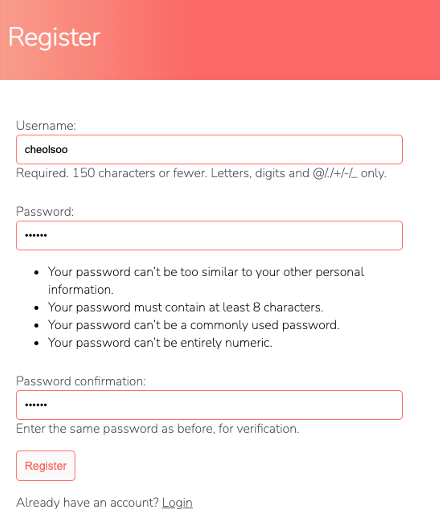 Register
Username:
cheolsoo
Required. 150 characters or fewer. Letters, digits and @/./+/-/_ only.
Password:
••••••
• Your password can't be too similar to your other personal
information.
• Your password must contain at least 8 characters.
• Your password can't be a commonly used password.
• Your password can't be entirely numeric.
Password confirmation:
••••••
Enter the same password as before, for verification.
Register
Already have an account? Login